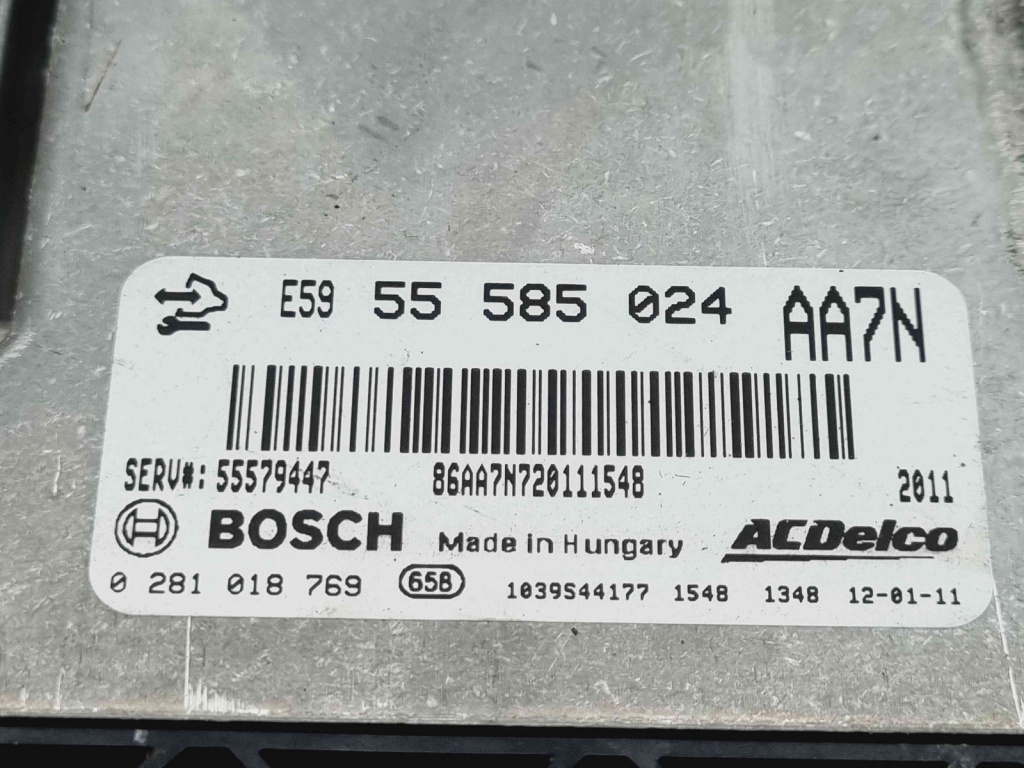 E59 55 585 024 AA7N
SERV#: 55579447 86AA7N720111548 2011
BOSCH Made in Hungary ACDelco
0 281 018 769 65B 1039S44177 1548 1348 12-01-11